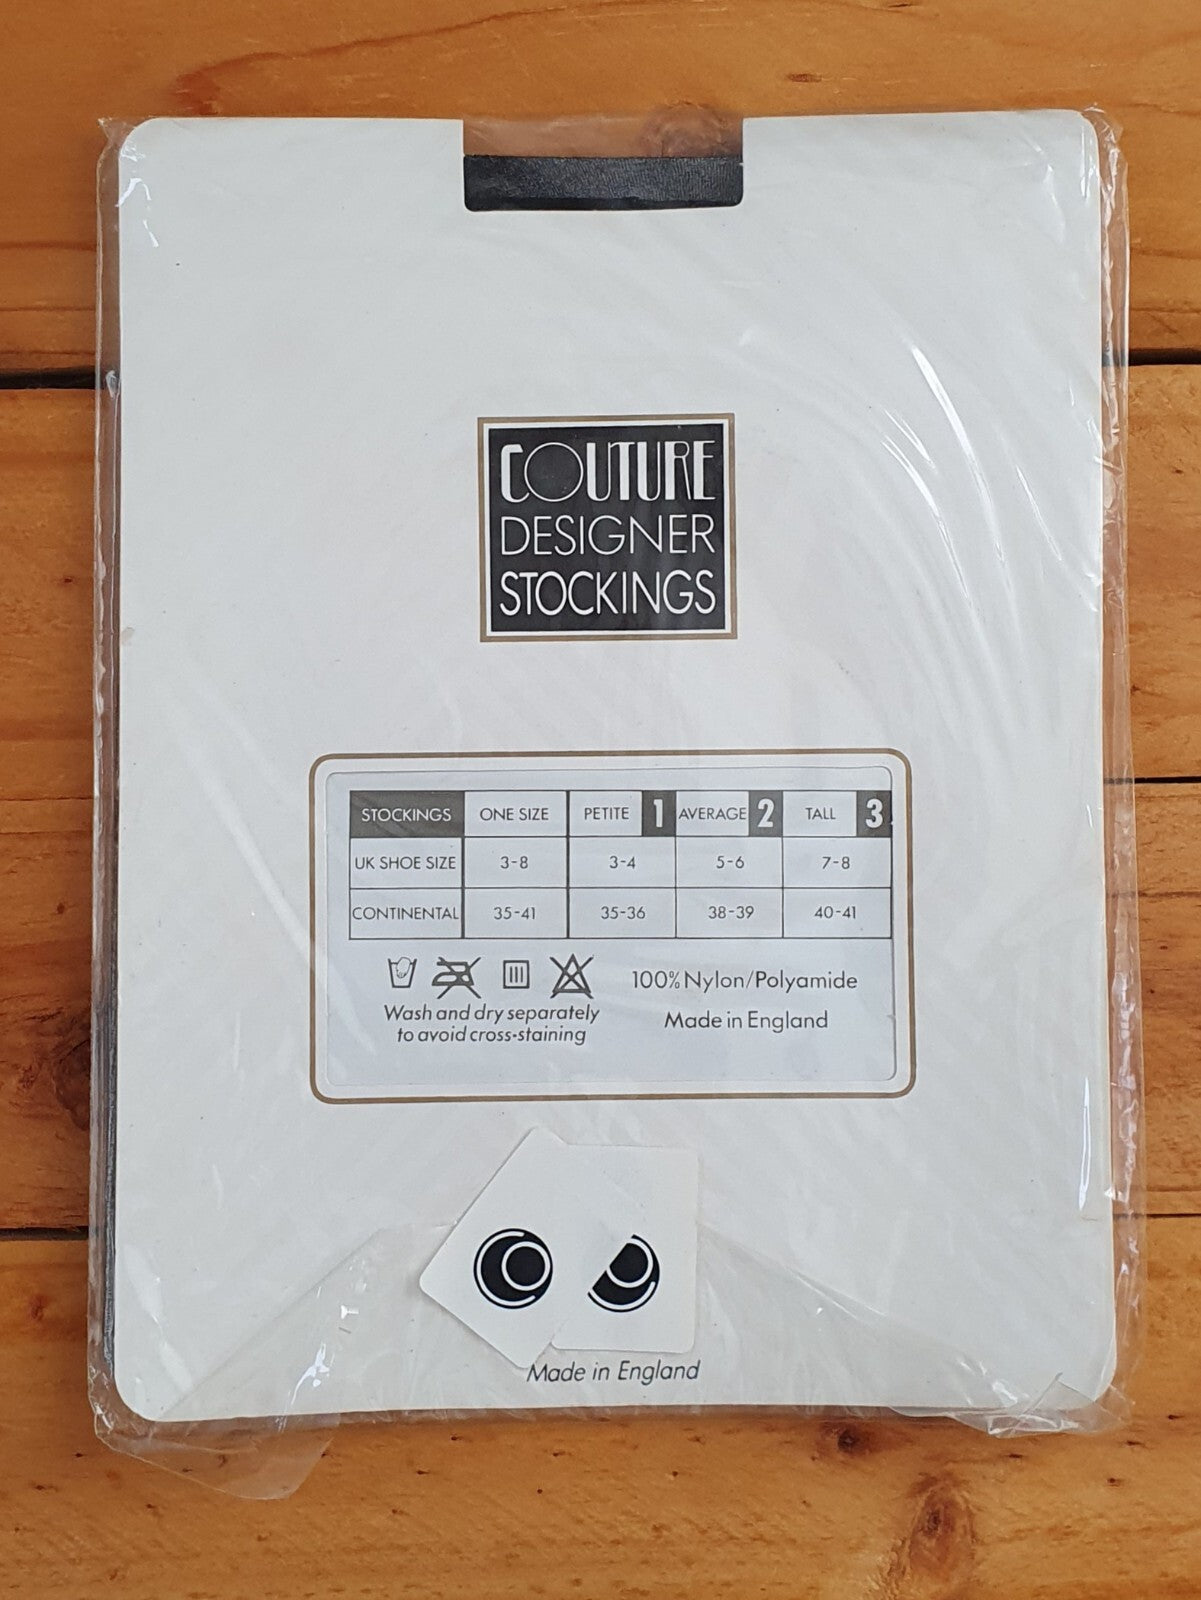 COUTURE
DESIGNER
STOCKINGS
STOCKINGS ONE SIZE PETITE 1 AVERAGE 2 TALL 3
UK SHOE SIZE 3-8 3-4 5-6 7-8
CONTINENTAL 35-41 35-36 38-39 40-41
100% Nylon/Polyamide
Wash and dry separately
to avoid cross-staining
Made in England
Made in England